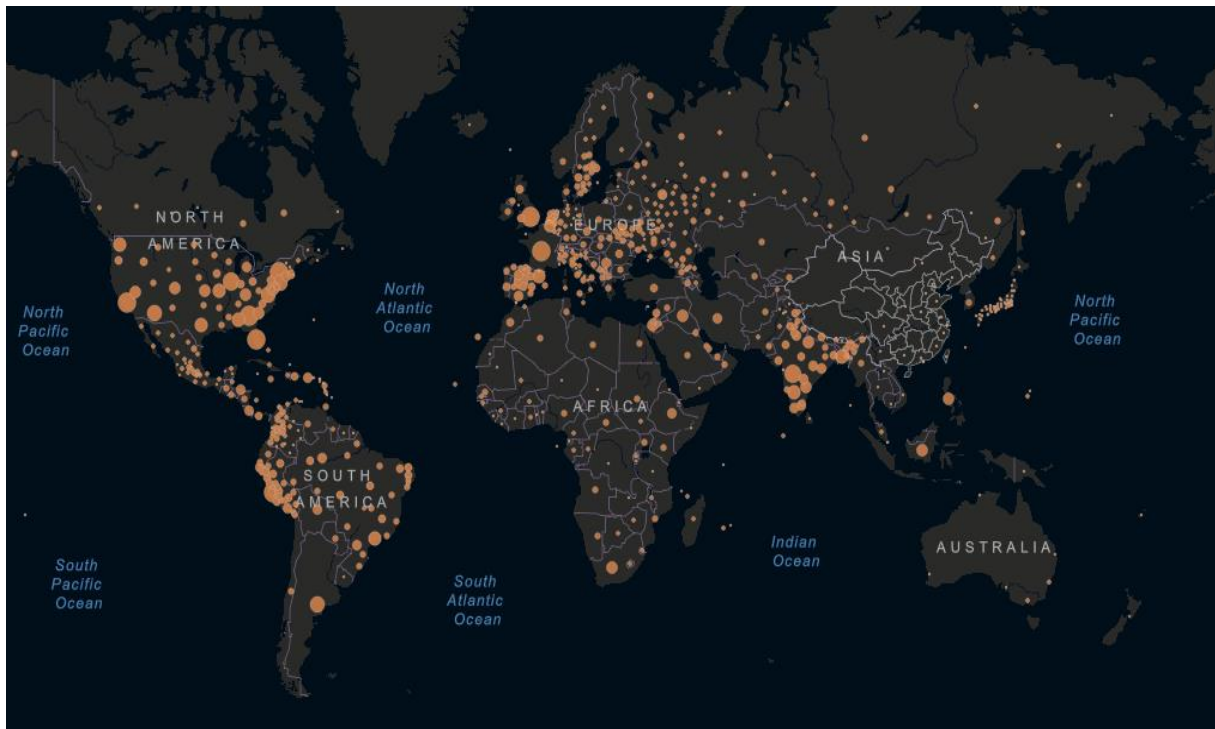 NORTH
AMERICA
EUROPE
ASIA
North
Pacific
Ocean
North
Atlantic
Ocean
North
Pacific
Ocean
AFRICA
SOUTH
AMERICA
South
Pacific
Ocean
South
Atlantic
Ocean
Indian
Ocean
AUSTRALIA